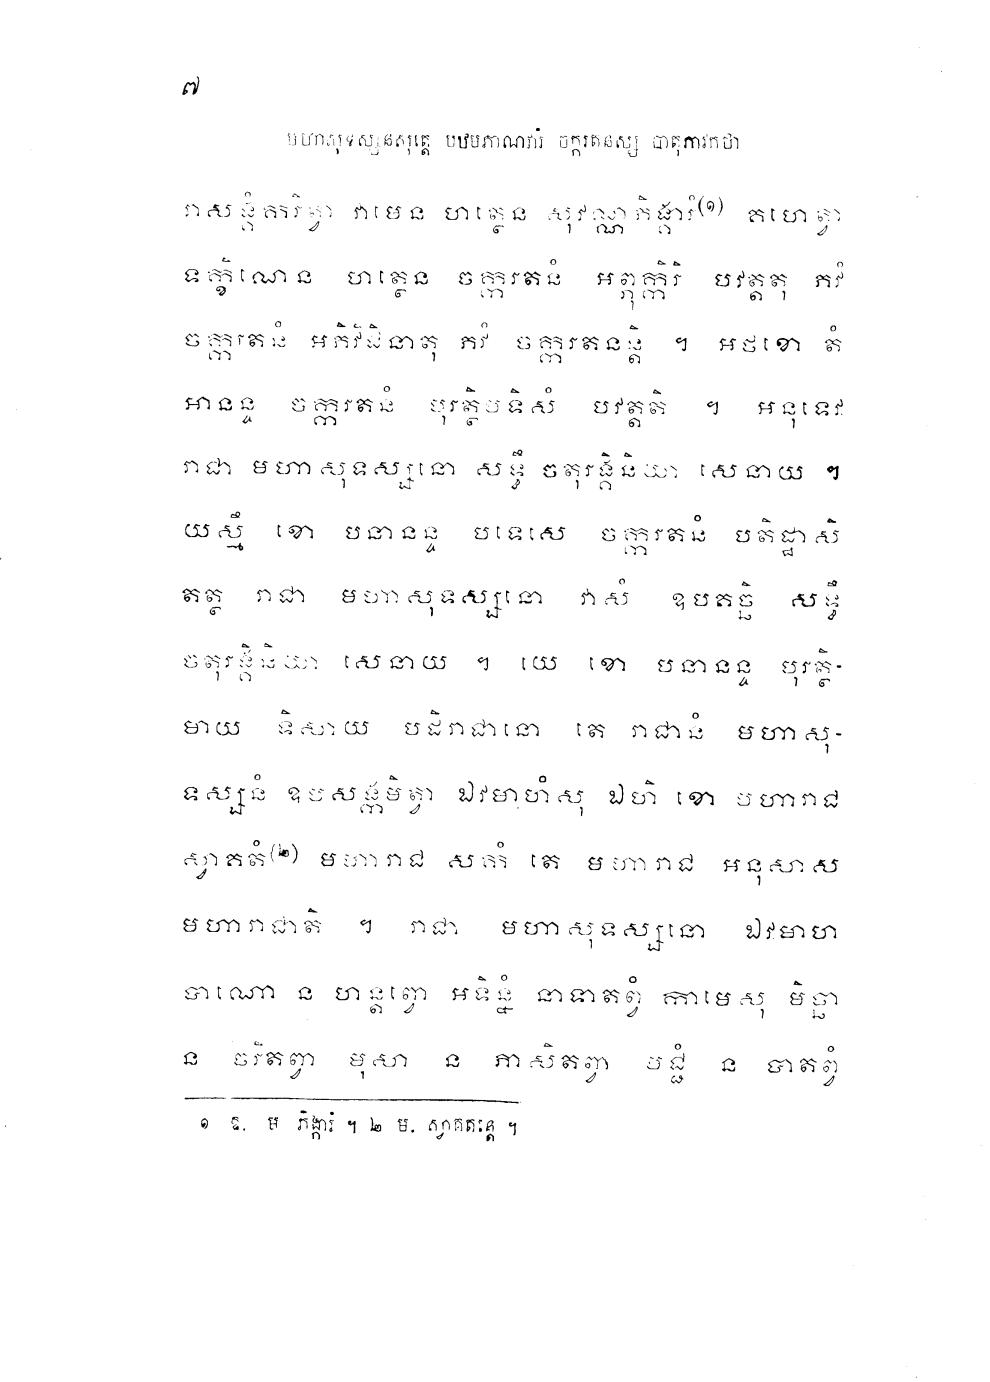 ៧
មហាសុទស្សនសុត្តេ បឋមភាណវារំ ចក្ករតនស្ស បាតុភាវកថា
រាសង្គំ ករិត្វា វាមេន ហត្ថេន សុវណ្ណភិង្ការំ(១) គហេត្វា
ទក្ខិណេន ហត្ថេន ចក្ករតនំ អព្ភុក្កិរិ បវត្តតុ ភវំ
ចក្ករតនំ អភិវិជិនាតុ ភវំ ចក្ករតនន្តិ ។ អថខោ តំ
អានន្ទ ចក្ករតនំ បុរត្ថិមទិសំ បវត្តតិ ។ អនុទេវ
រាជា មហាសុទស្សនោ សទ្ធឹ ចតុរង្គិនិយា សេនាយ ។
យស្មឹ ខោ បនានន្ទ បទេសេ ចក្ករតនំ បតិដ្ឋាសិ
តត្ថ រាជា មហាសុទស្សនោ វាសំ ឧបគច្ឆិ សទ្ធឹ
ចតុរង្គិនិយា សេនាយ ។ យេ ខោ បនានន្ទ បុរត្ថិ-
មាយ ទិសាយ បដិរាជានោ តេ រាជានំ មហាសុ-
ទស្សនំ ឧបសង្កមិត្វា ឯវមាហំសុ ឯហិ ខោ មហារាជ
ស្វាគតំ(២) មហារាជ សកំ តេ មហារាជ អនុសាស
មហារាជាតិ ។ រាជា មហាសុទស្សនោ ឯវមាហ
បាណោ ន ហន្តព្វោ អទិន្នំ នាទាតព្វំ កាមេសុ មិច្ឆា
ន ចរិតព្វា មុសា ន ភាសិតព្វា មជ្ជំ ន បាតព្វំ
១ ឱ. ម ភិង្ការំ ។ ២ ម. ស្វាគតន្តេ ។